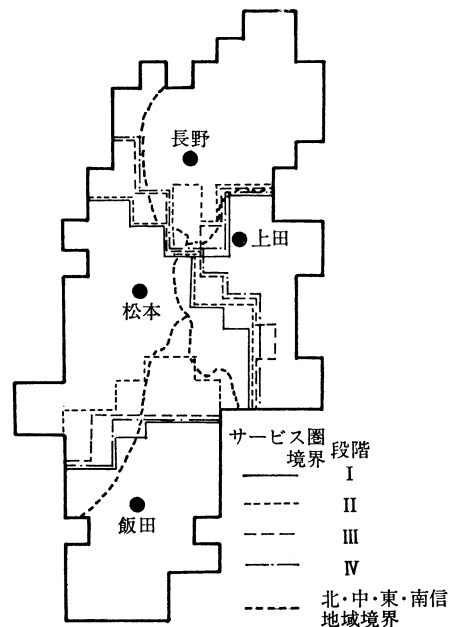 長野
上田
松本
飯田
サービス圏
境界
段階
I
II
III
IV
北・中・東・南信
地域境界